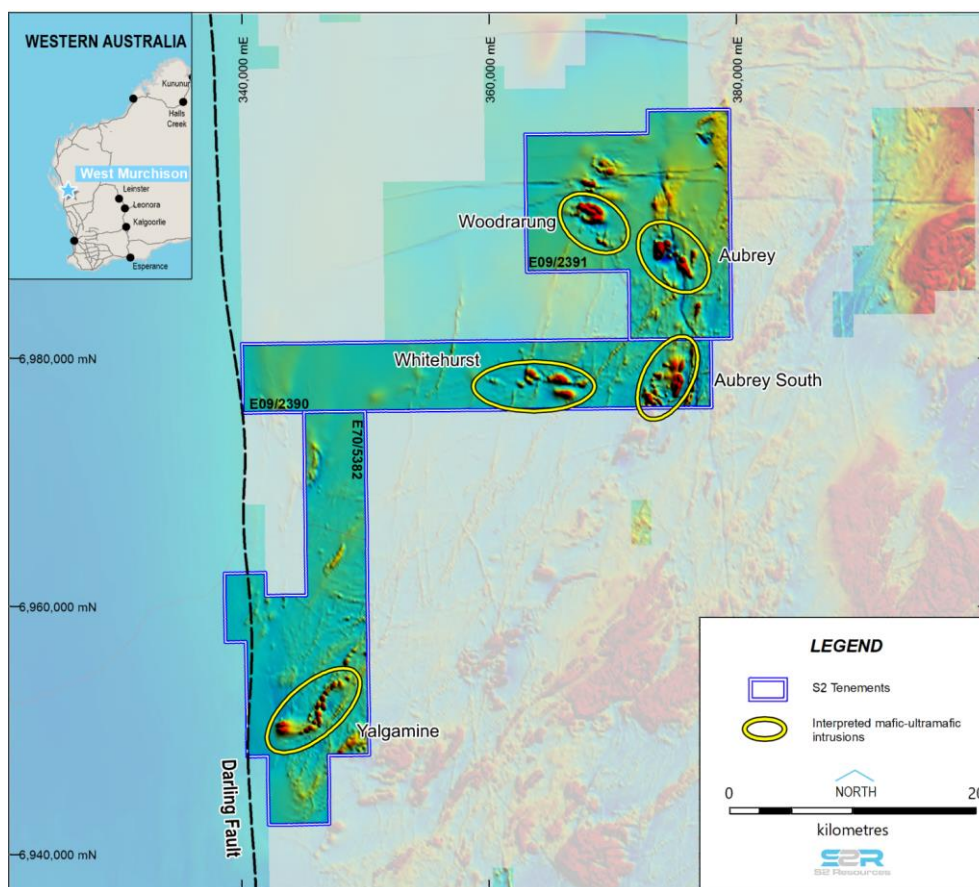 WESTERN AUSTRALIA
Halls
Creek
West Murchison
Leinster
Leonora
Kalgoorlie
Esperance
340,000 mE
360,000 mE
380,000 mE
Woodrarung
Aubrey
E09/2391
6,980,000 mN
Whitehurst
Aubrey South
E09/2390
E70/5382
6,960,000 mN
Yalgamine
Darling Fault
6,940,000 mN
LEGEND
S2 Tenements
Interpreted mafic-ultramafic
intrusions
NORTH
0
20
kilometres
S2R
S2 Resources